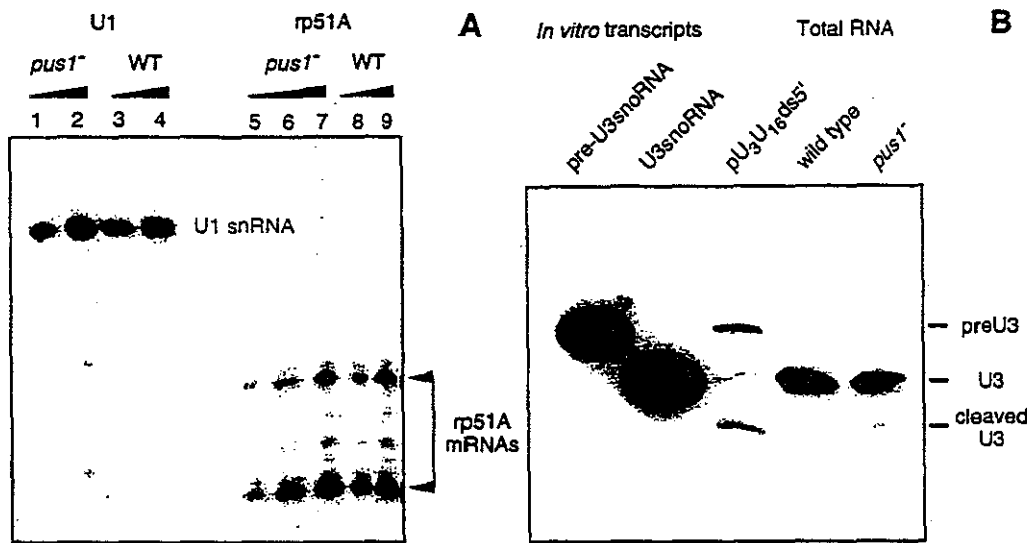 U1 rp51A A
pus1⁻ WT pus1⁻ WT
1 2 3 4 5 6 7 8 9
U1 snRNA
rp51A
mRNAs
In vitro transcripts Total RNA B
pre-U3snoRNA
U3snoRNA
pU₃U₁₆ds5'
wild type
pus1⁻
preU3
U3
cleaved
U3